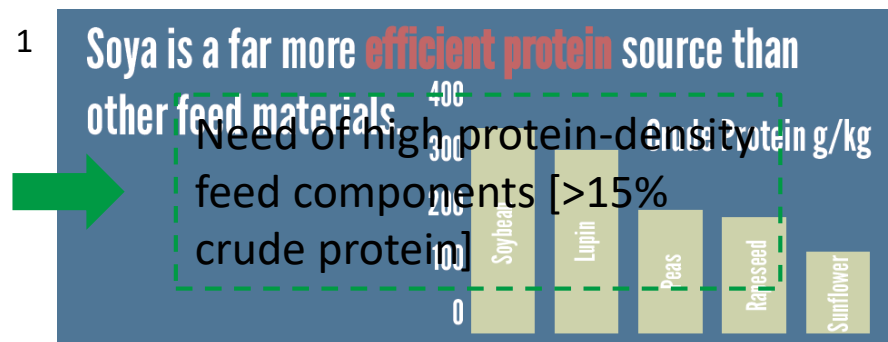 1
Soya is a far more efficient protein source than
other feed materials.
Need of high protein-density
feed components [>15%
crude protein]
Crude Protein g/kg
400
300
200
100
0
Soybean
Lupin
Peas
Rapeseed
Sunflower